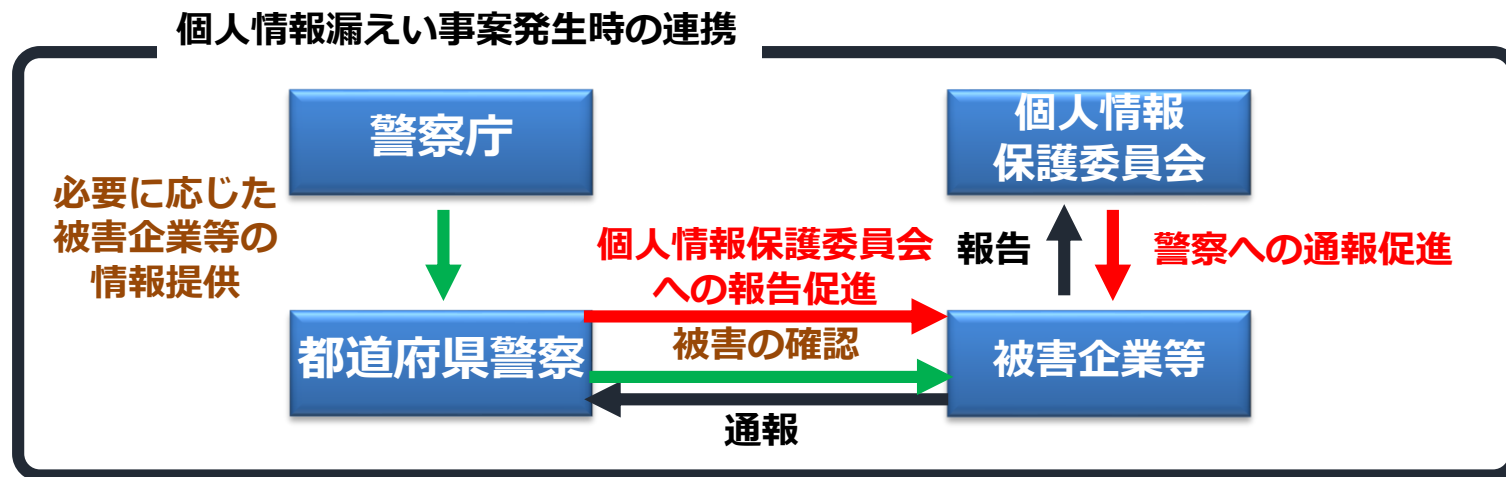 個人情報漏えい事案発生時の連携
警察庁
個人情報
保護委員会
必要に応じた
被害企業等の
情報提供
個人情報保護委員会
への報告促進
報告
警察への通報促進
都道府県警察
被害の確認
被害企業等
通報